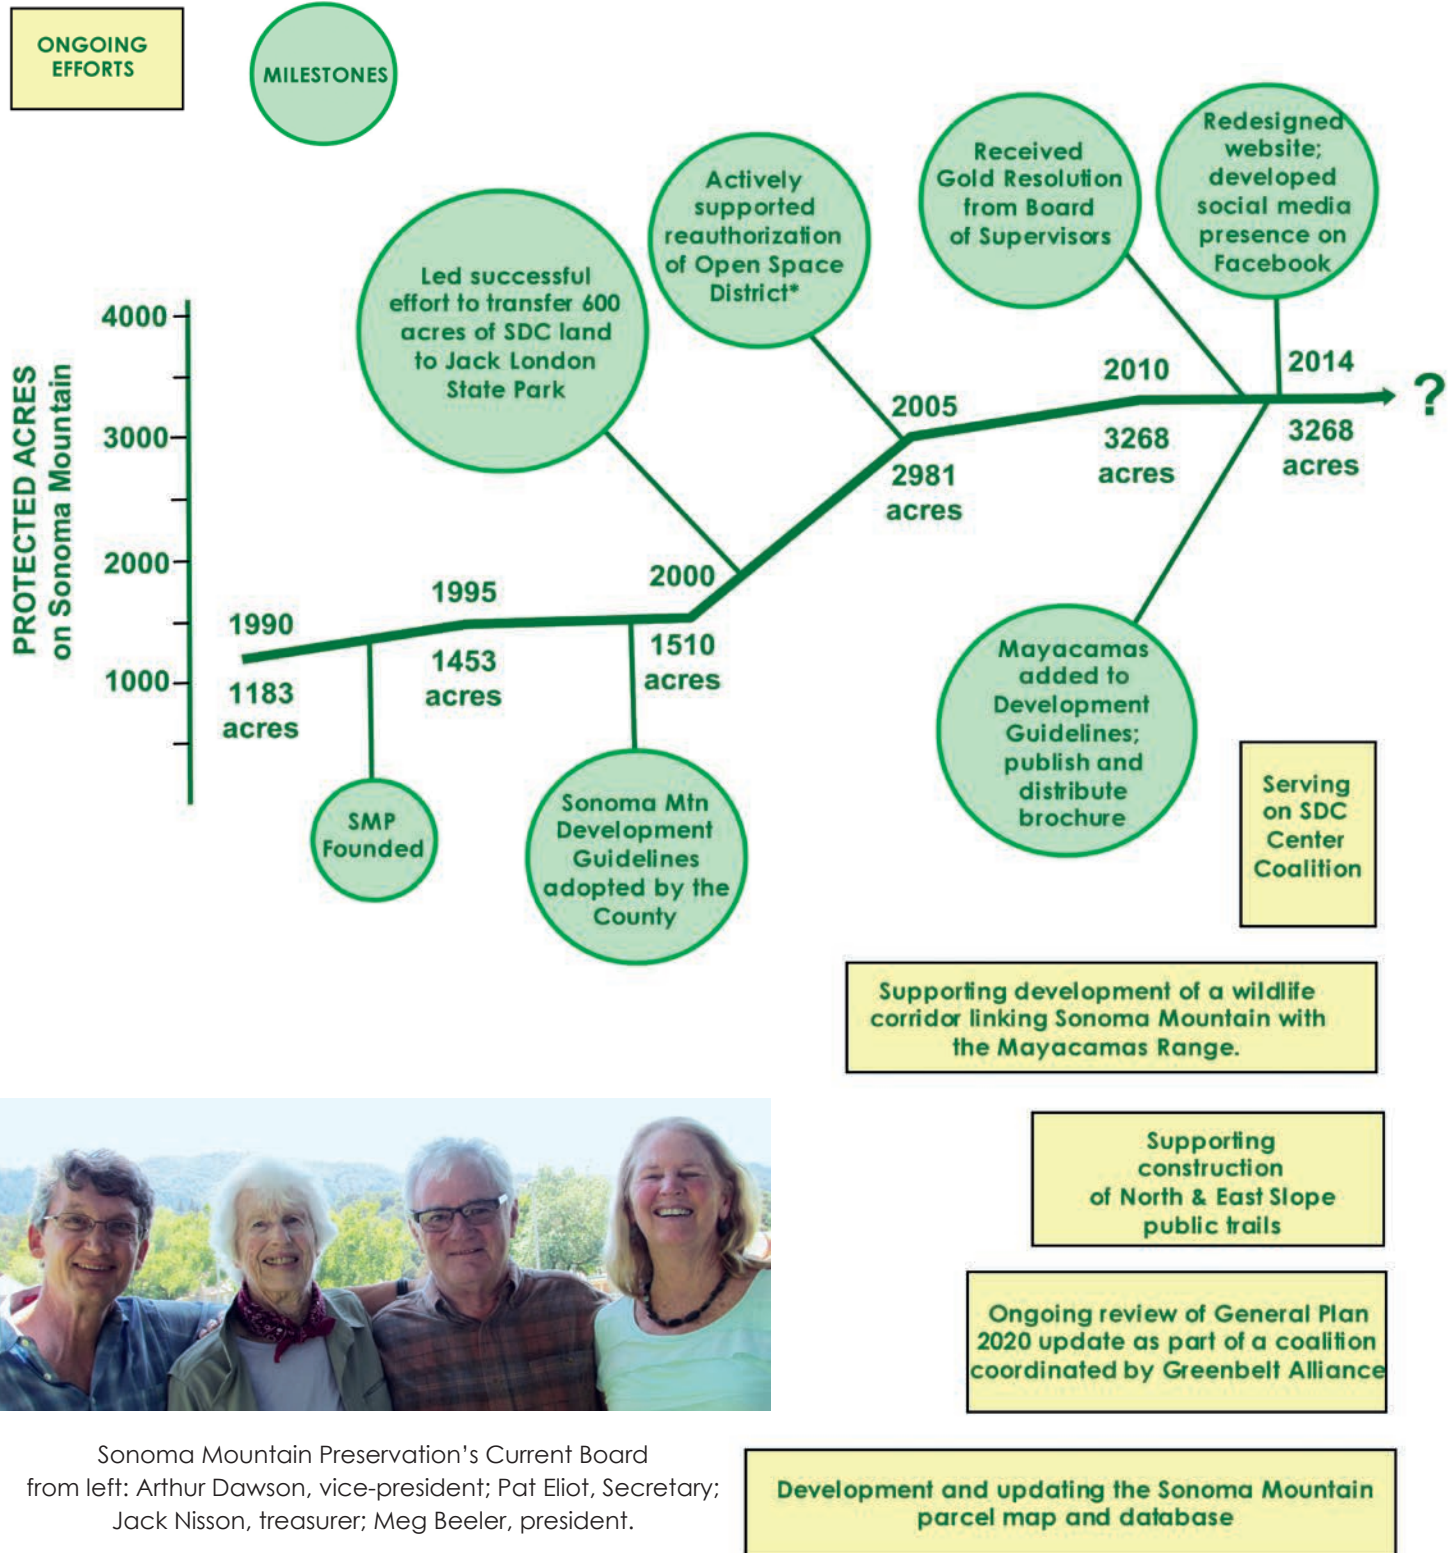 ONGOING
EFFORTS
MILESTONES
Redesigned
website;
developed
social media
presence on
Facebook
Received
Gold Resolution
from Board
of Supervisors
Actively
supported
reauthorization
of Open Space
District*
Led successful
effort to transfer 600
acres of SDC land
to Jack London
State Park
PROTECTED ACRES
on Sonoma Mountain
4000
3000
2000
1000
1990
1183
acres
1995
1453
acres
2000
1510
acres
2005
2981
acres
2010
3268
acres
2014
3268
acres
?
SMP
Founded
Sonoma Mtn
Development
Guidelines
adopted by the
County
Mayacamas
added to
Development
Guidelines;
publish and
distribute
brochure
Serving
on SDC
Center
Coalition
Supporting development of a wildlife
corridor linking Sonoma Mountain with
the Mayacamas Range.
Supporting
construction
of North & East Slope
public trails
Ongoing review of General Plan
2020 update as part of a coalition
coordinated by Greenbelt Alliance
Development and updating the Sonoma Mountain
parcel map and database
Sonoma Mountain Preservation’s Current Board
from left: Arthur Dawson, vice-president; Pat Eliot, Secretary;
Jack Nisson, treasurer; Meg Beeler, president.